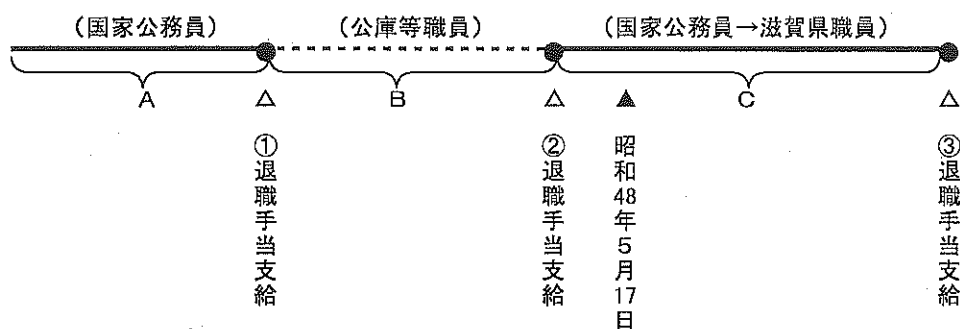 （国家公務員）
（公庫等職員）
（国家公務員→滋賀県職員）
A
△
B
△
▲
C
△
①退職手当支給
②退職手当支給
昭和48年5月17日
③退職手当支給